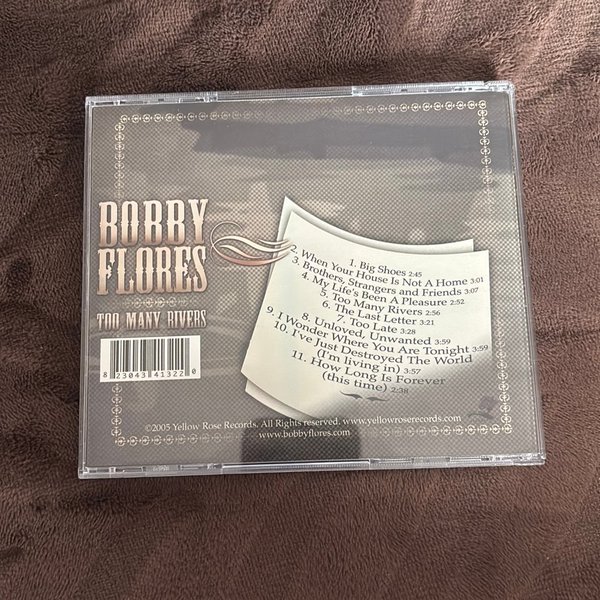 BOBBY
FLORES
TOO MANY RIVERS
8 23043 41322 0
1. Big Shoes 2:45
2. When Your House Is Not A Home 3:01
3. Brothers, Strangers and Friends 3:07
4. My Life's Been A Pleasure 2:52
5. Too Many Rivers 2:56
6. The Last Letter 3:21
7. Too Late 3:28
8. Unloved, Unwanted 3:59
9. I Wonder Where You Are Tonight 3:59
10. I've Just Destroyed The World
(I'm living in) 3:57
11. How Long Is Forever
(this time) 2:38
©2005 Yellow Rose Records. All Rights reserved. www.yellowroserecords.com
www.bobbyflores.com